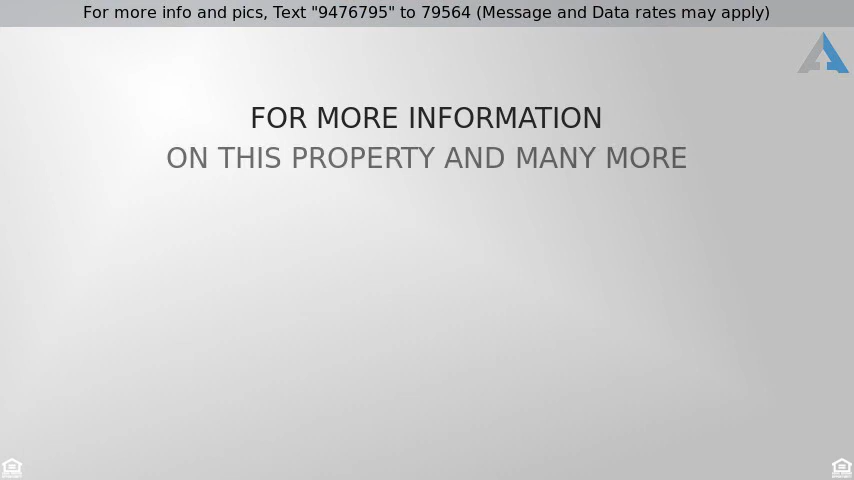 For more info and pics, Text "9476795" to 79564 (Message and Data rates may apply)
FOR MORE INFORMATION
ON THIS PROPERTY AND MANY MORE